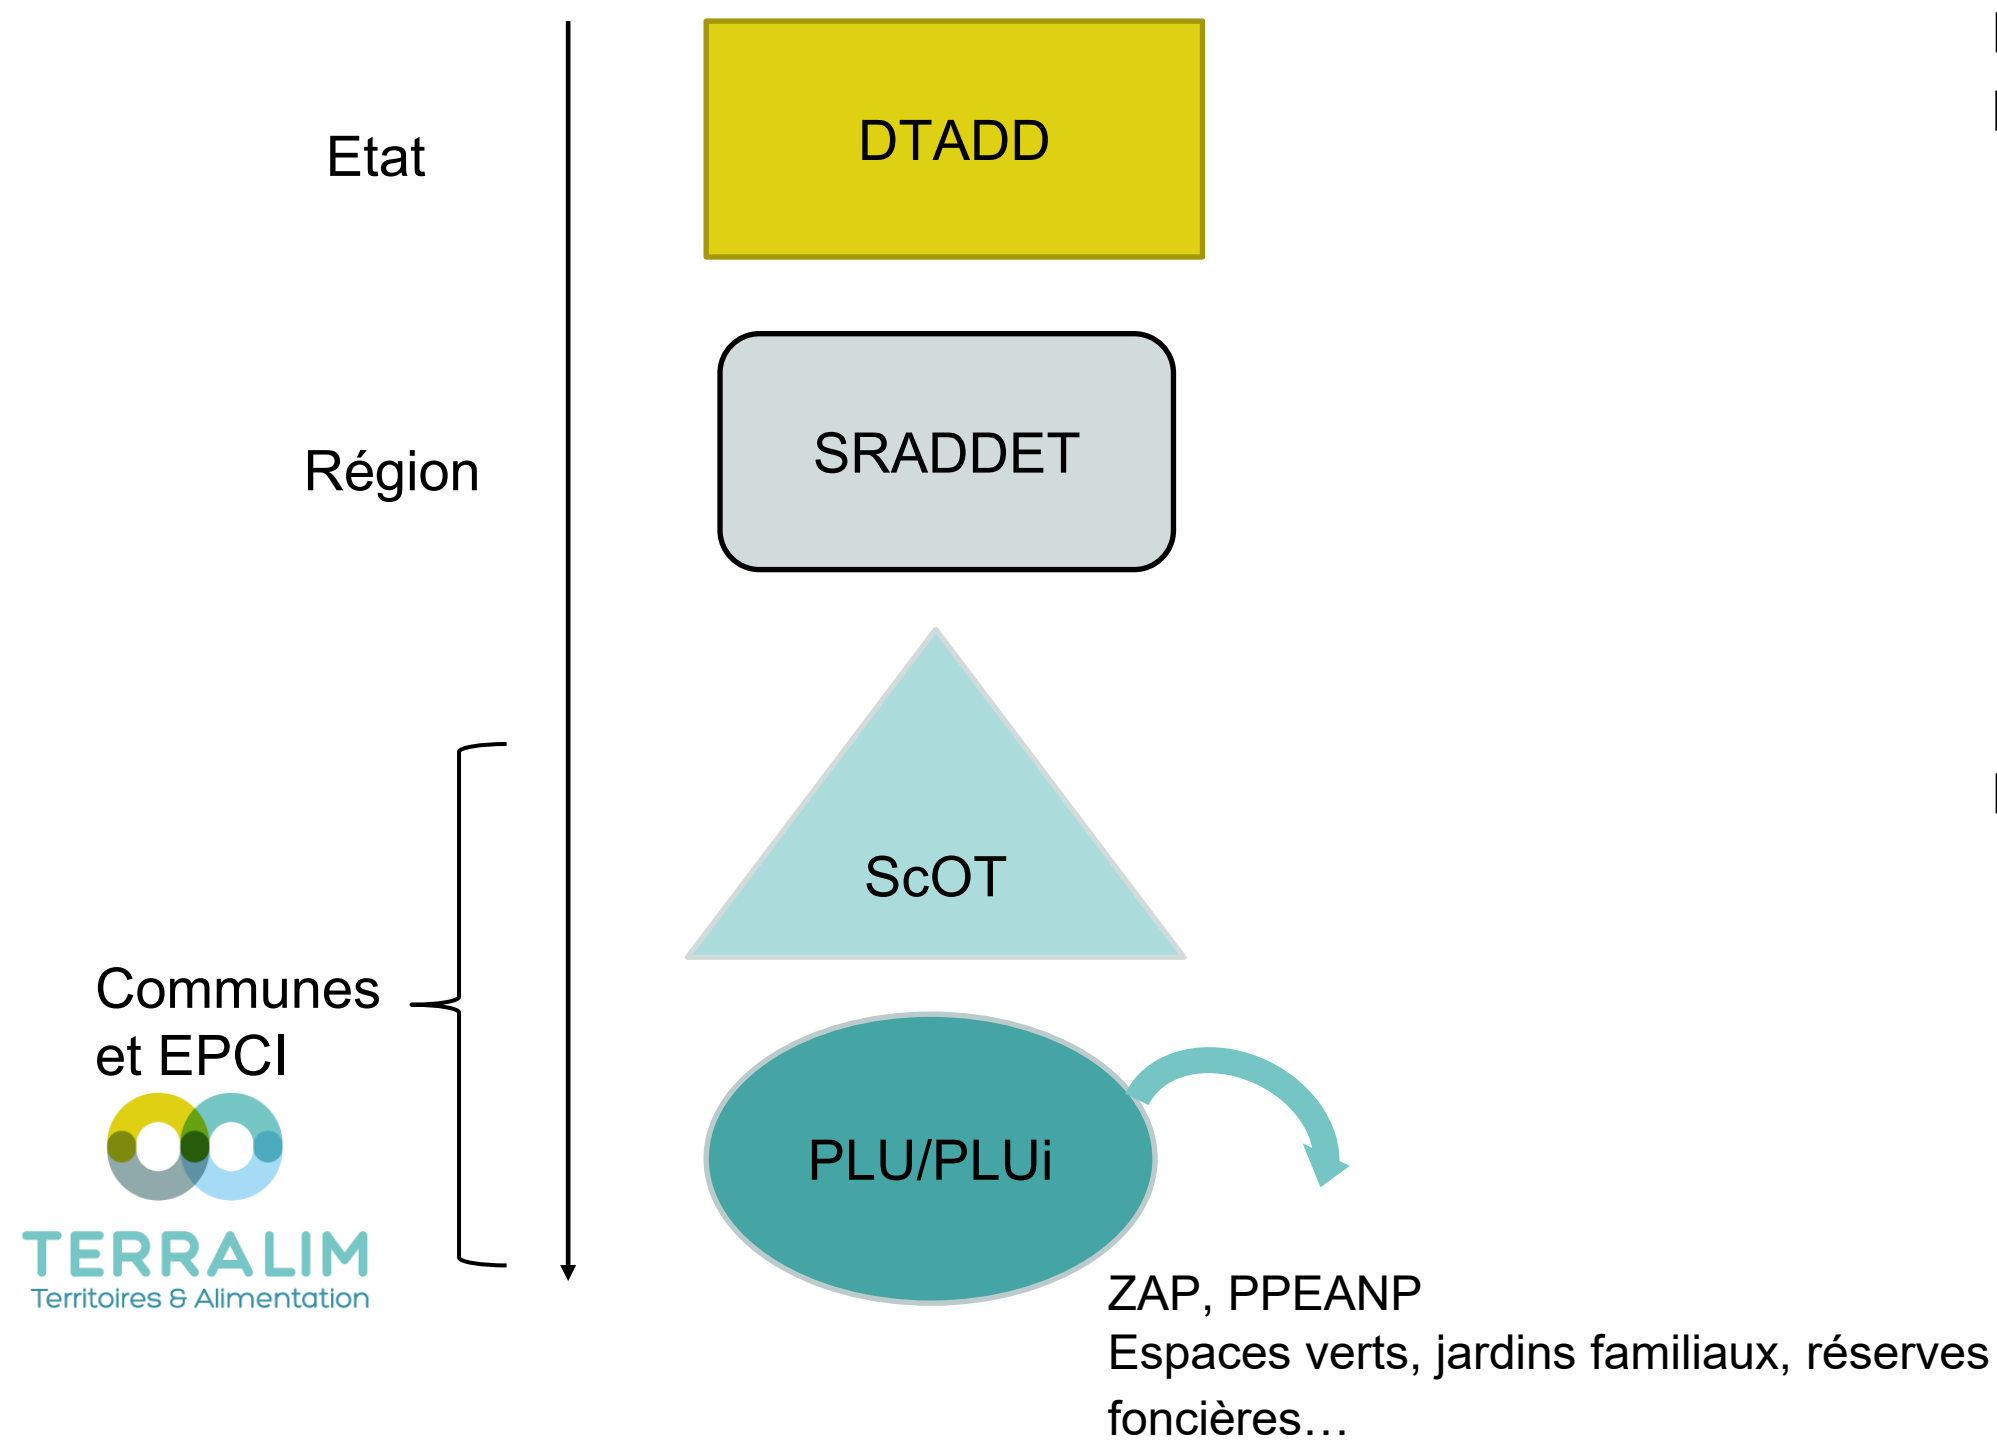 Etat
DTADD
Région
SRADDET
ScOT
Communes
et EPCI
PLU/PLUi
TERRALIM
Territoires & Alimentation
ZAP, PPEANP
Espaces verts, jardins familiaux, réserves
foncières…